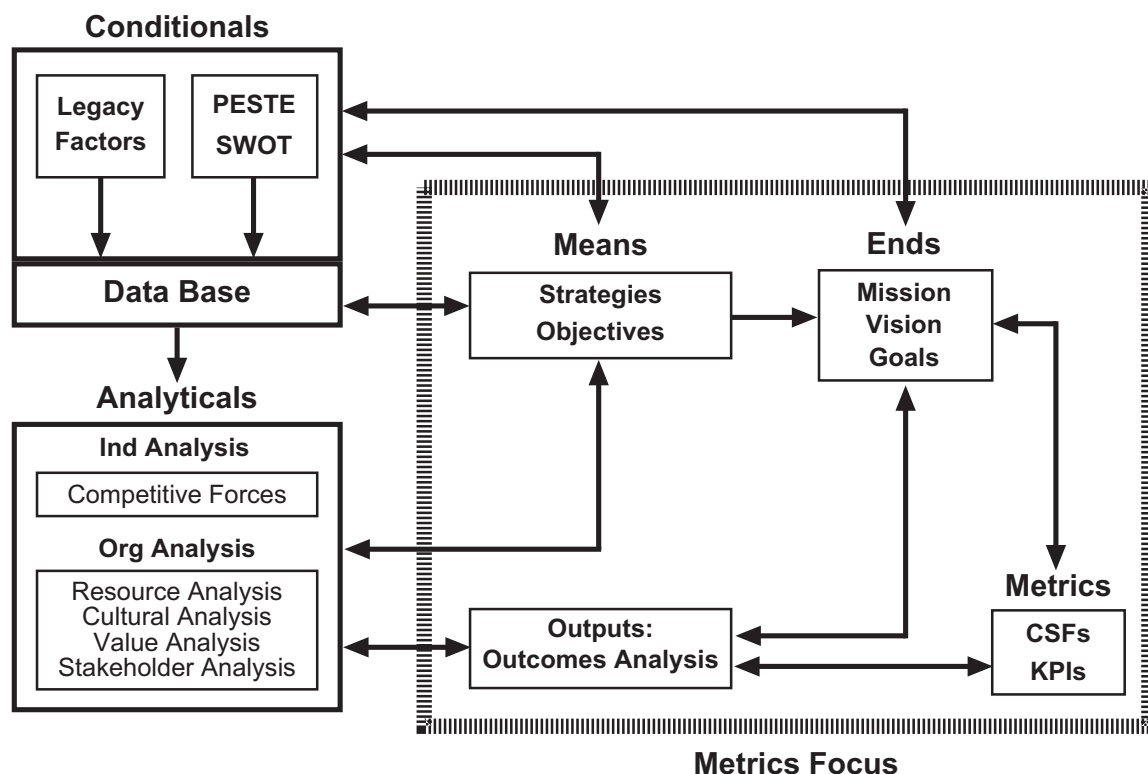 Conditionals
Legacy
Factors
PESTE
SWOT
Data Base
Analyticals
Ind Analysis
Competitive Forces
Org Analysis
Resource Analysis
Cultural Analysis
Value Analysis
Stakeholder Analysis
Means
Strategies
Objectives
Ends
Mission
Vision
Goals
Outputs:
Outcomes Analysis
Metrics
CSFs
KPIs
Metrics Focus